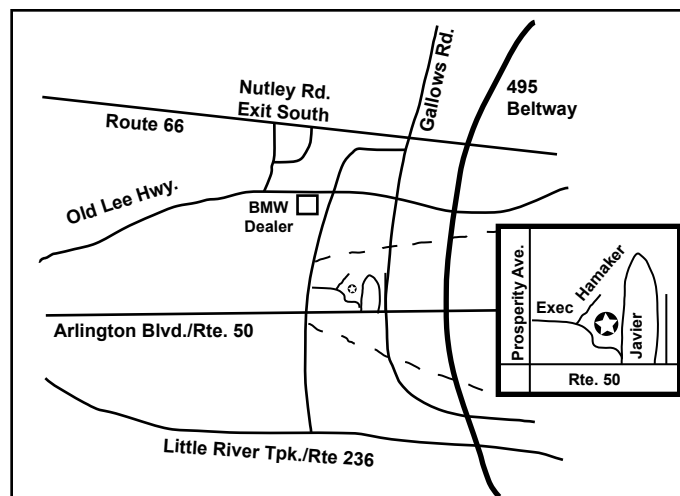 Nutley Rd.
Exit South
Gallows Rd.
495
Beltway
Route 66
Old Lee Hwy.
BMW
Dealer
Prosperity Ave.
Hamaker
Exec
Javier
Rte. 50
Arlington Blvd./Rte. 50
Little River Tpk./Rte 236